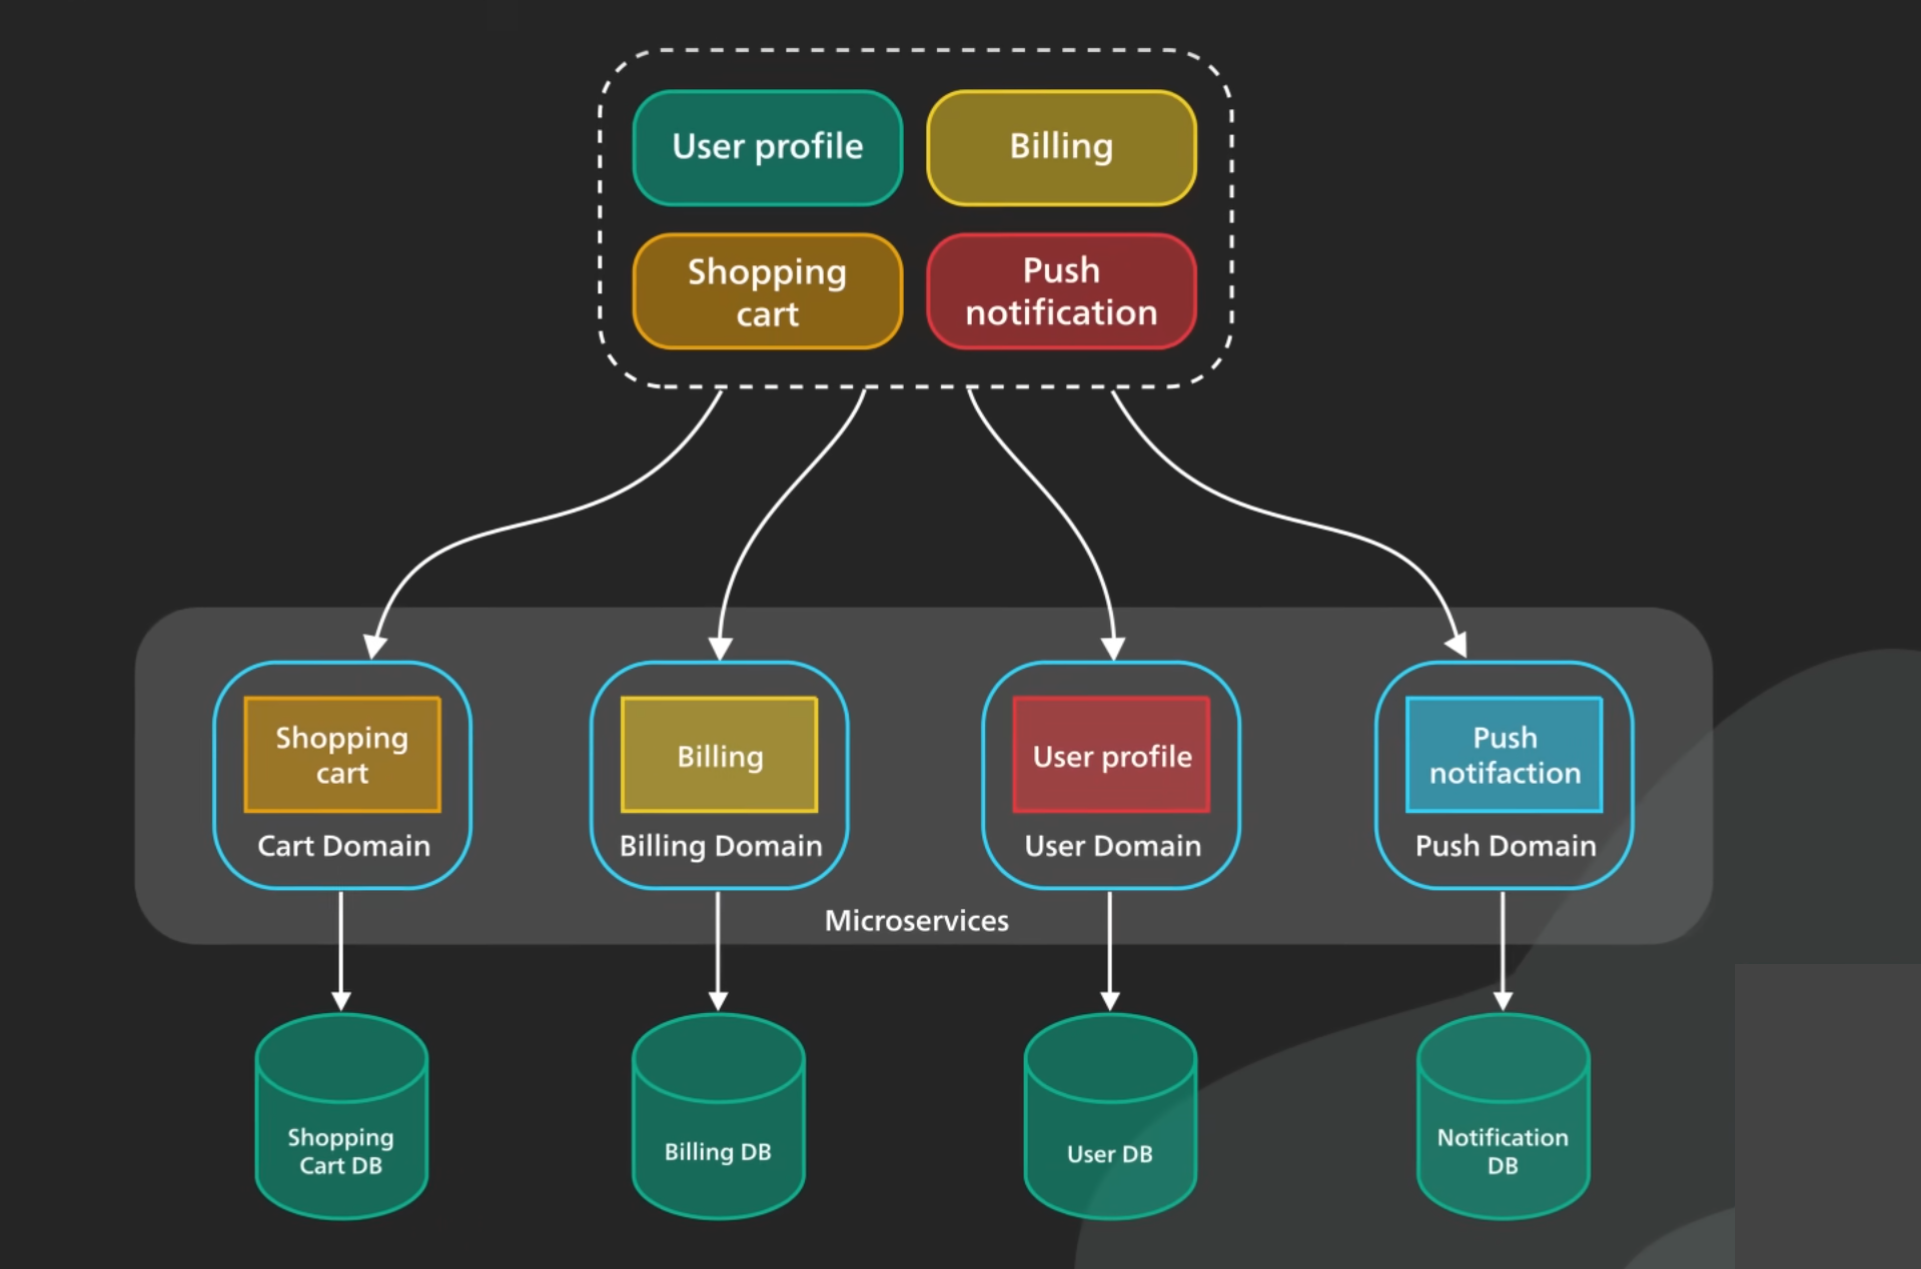 User profile
Billing
Shopping
cart
Push
notification
Shopping
cart
Cart Domain
Billing
Billing Domain
User profile
User Domain
Push
notifaction
Push Domain
Microservices
Shopping
Cart DB
Billing DB
User DB
Notification
DB